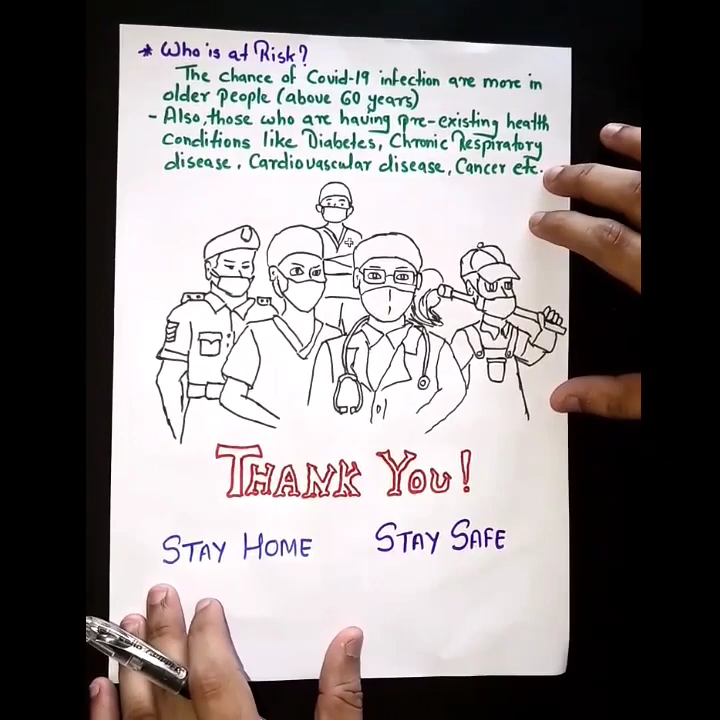 * Who is at Risk?
The chance of Covid-19 infection are more in
older people (above 60 years)
- Also, those who are having pre-existing health
conditions like Diabetes, Chronic Respiratory
disease, Cardiovascular disease, Cancer etc.
THANK YOU!
STAY HOME STAY SAFE